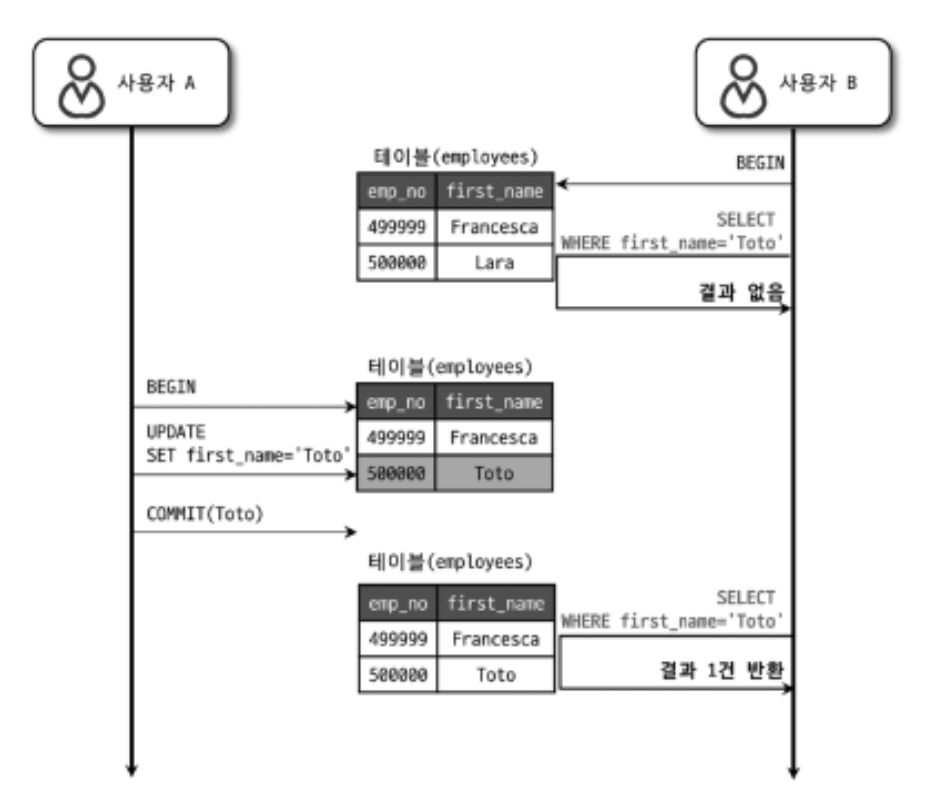 사용자 A
사용자 B
테이블(employees)
BEGIN
emp_no first_name
499999 Francesca
500000 Lara
SELECT
WHERE first_name='Toto'
결과 없음
테이블(employees)
BEGIN
emp_no first_name
UPDATE
SET first_name='Toto'
499999 Francesca
500000 Toto
COMMIT(Toto)
테이블(employees)
emp_no first_name
499999 Francesca
500000 Toto
SELECT
WHERE first_name='Toto'
결과 1건 반환